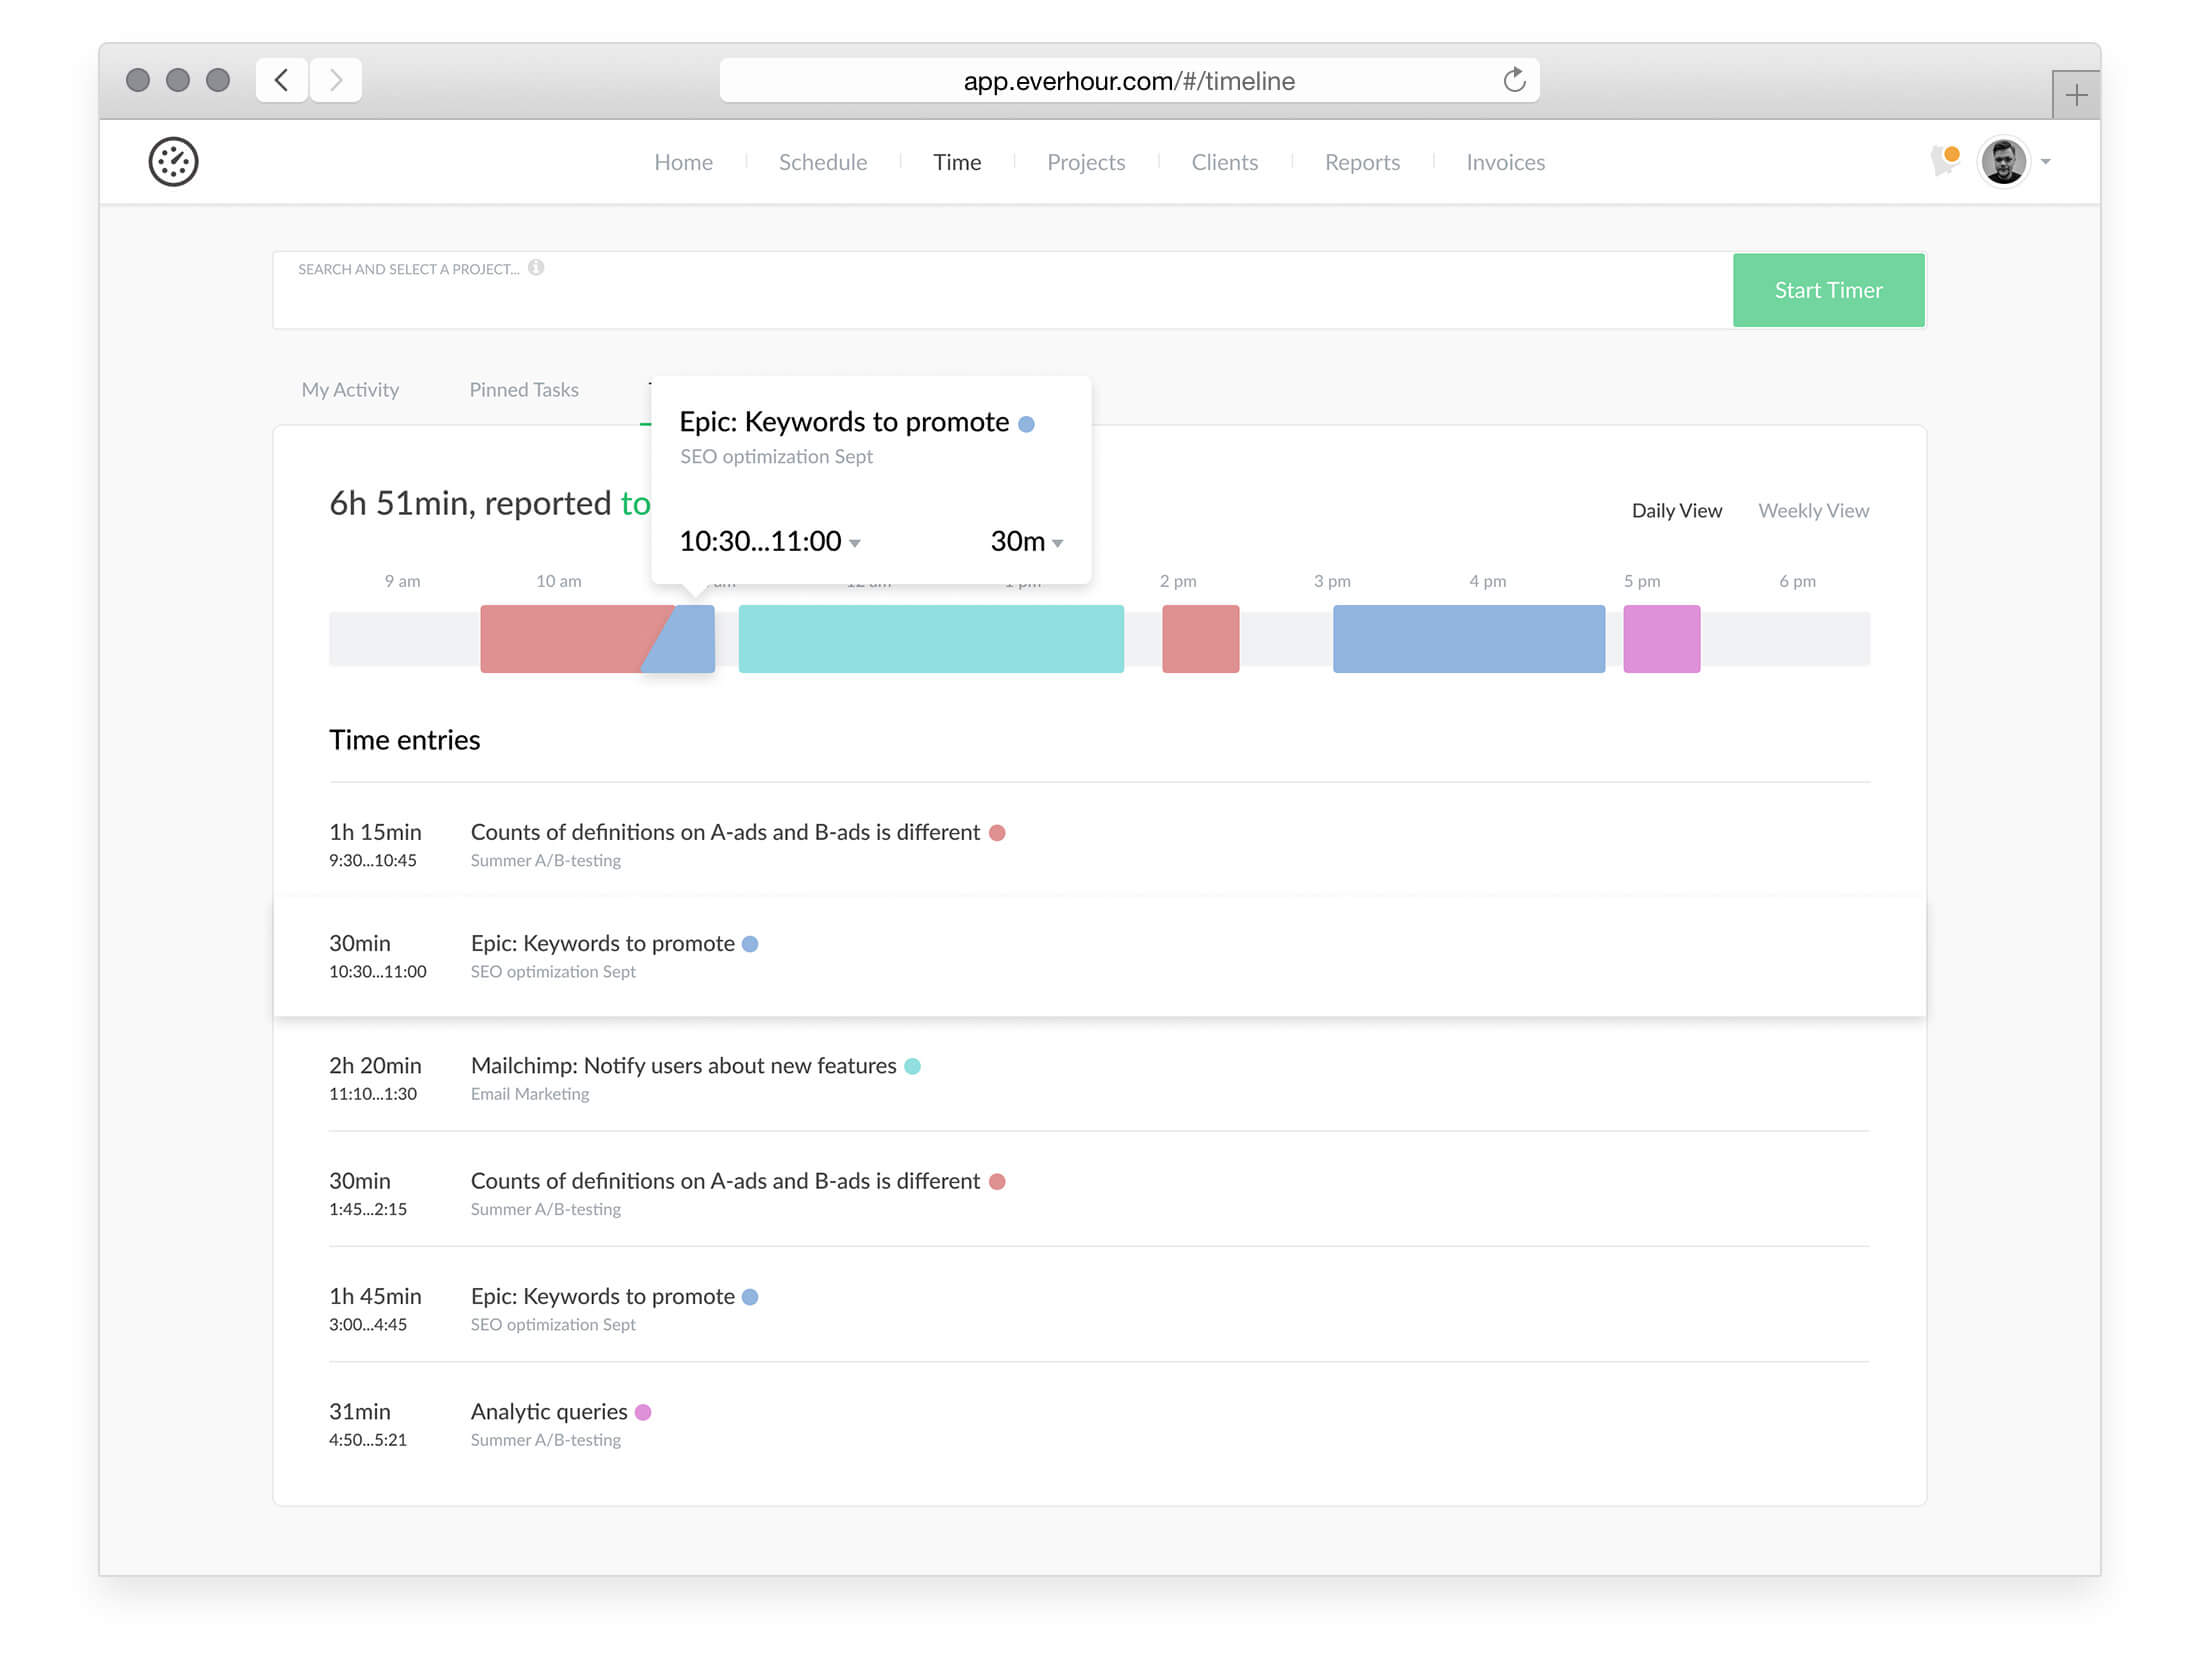 app.everhour.com/#/timeline
Home Schedule Time Projects Clients Reports Invoices
SEARCH AND SELECT A PROJECT...
Start Timer
My Activity Pinned Tasks
Epic: Keywords to promote
SEO optimization Sept
10:30...11:00 30m
6h 51min, reported to
Daily View Weekly View
9 am 10 am am 12 am 1 pm 2 pm 3 pm 4 pm 5 pm 6 pm
Time entries
1h 15min Counts of definitions on A-ads and B-ads is different
9:30...10:45 Summer A/B-testing
30min Epic: Keywords to promote
10:30...11:00 SEO optimization Sept
2h 20min Mailchimp: Notify users about new features
11:10...1:30 Email Marketing
30min Counts of definitions on A-ads and B-ads is different
1:45...2:15 Summer A/B-testing
1h 45min Epic: Keywords to promote
3:00...4:45 SEO optimization Sept
31min Analytic queries
4:50...5:21 Summer A/B-testing